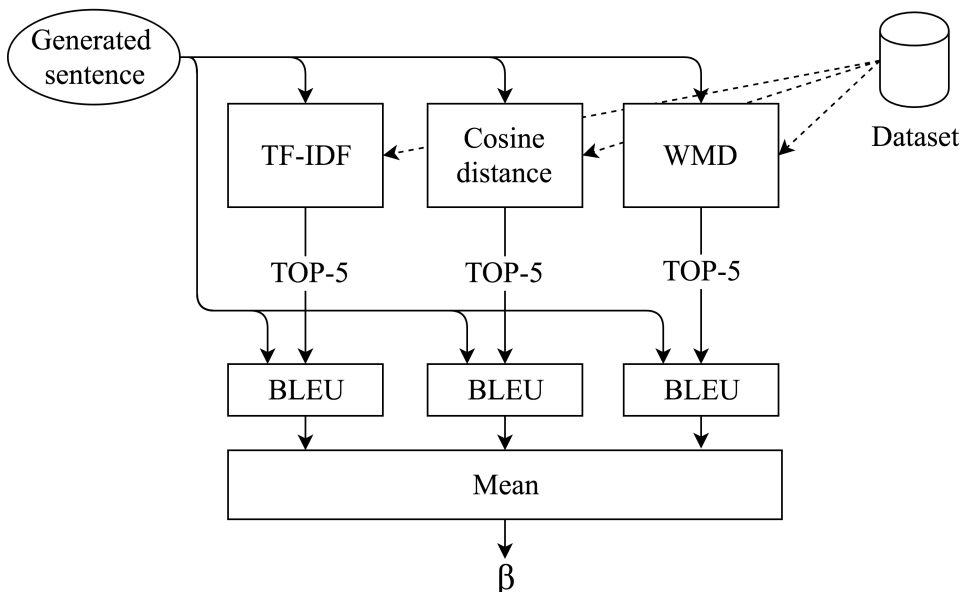 Generated
sentence
Dataset
TF-IDF
Cosine
distance
WMD
TOP-5
TOP-5
TOP-5
BLEU
BLEU
BLEU
Mean
β